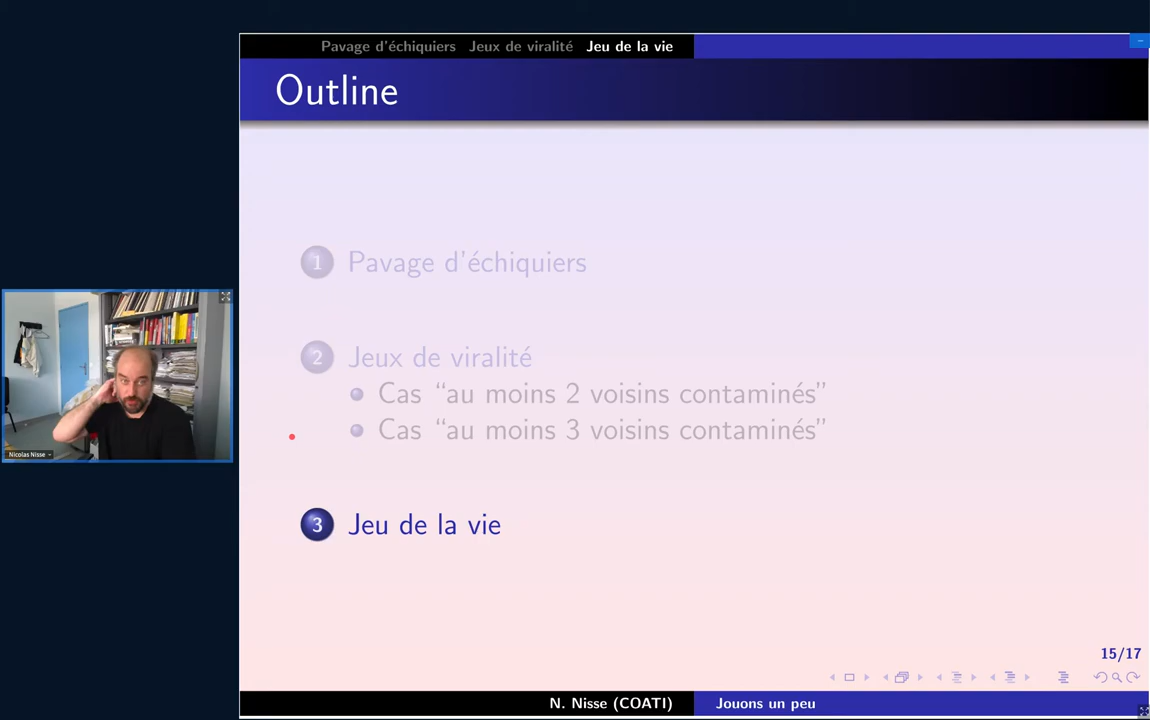 Pavage d'échiquiers Jeux de viralité Jeu de la vie
Outline
1 Pavage d'échiquiers
2 Jeux de viralité
Cas “au moins 2 voisins contaminés”
Cas “au moins 3 voisins contaminés”
Nicolas Nisse
3 Jeu de la vie
15/17
N. Nisse (COATI) Jouons un peu